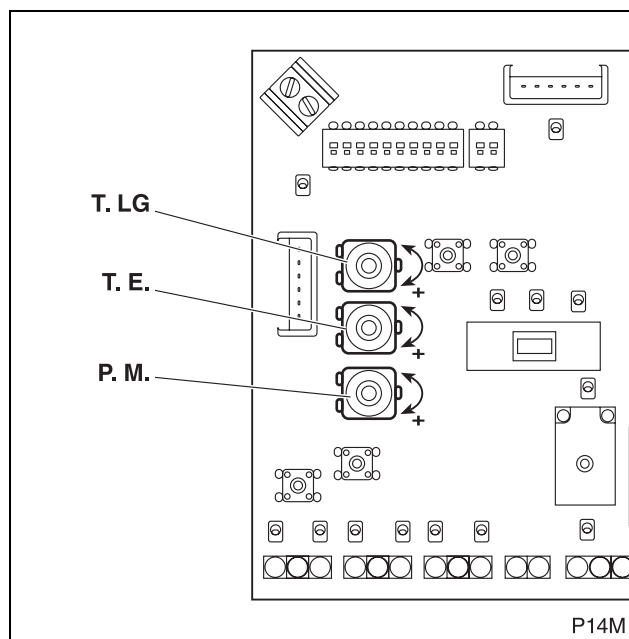 T. LG
+
T. E.
+
P. M.
+
P14M